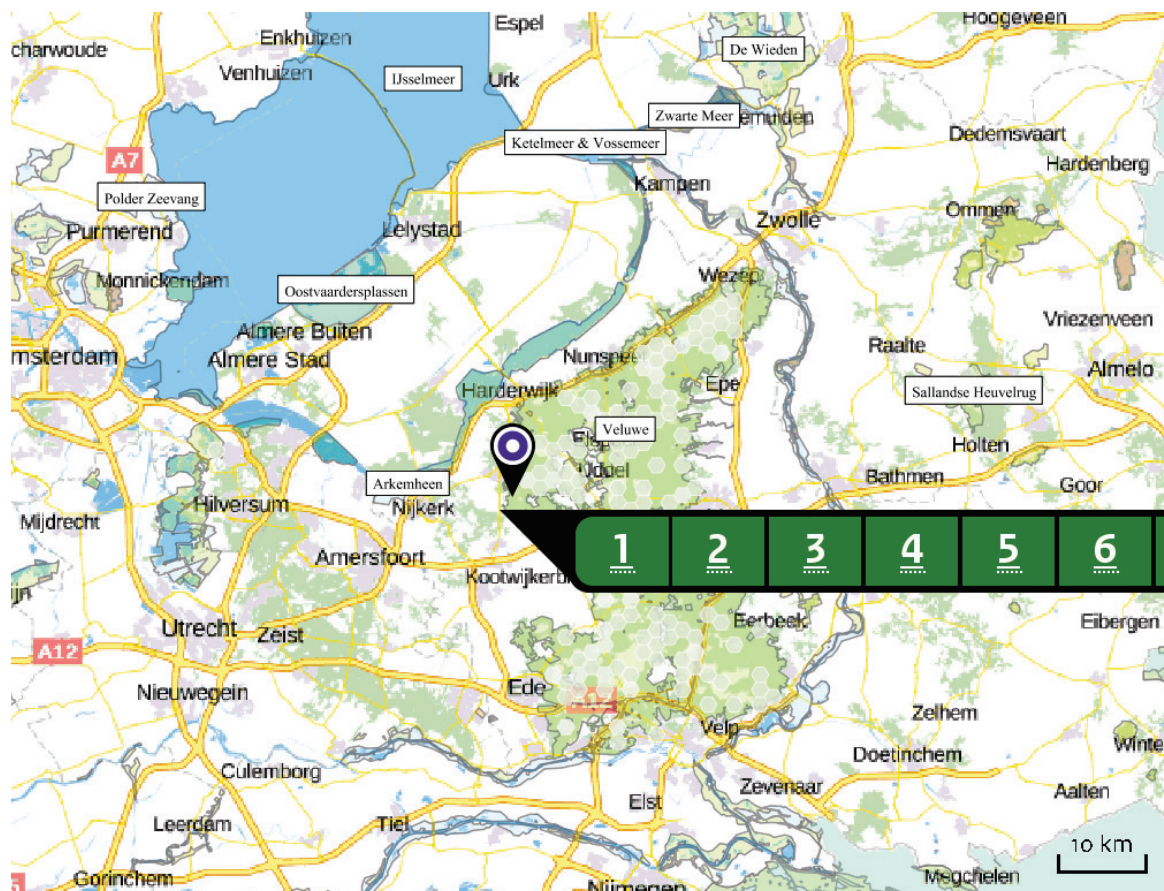 Espel
Hoogeveen
charwoude
Enkhuizen
De Wieden
Venhuizen
IJsselmeer
Urk
Zwarte Meer
emuiden
Dedemsvaart
Ketelmeer & Vossemeer
A7
Hardenberg
Kampen
Polder Zeevang
Ommen
Zwolle
Purmerend
Lelystad
Wezep
Monnickendam
Oostvaardersplassen
Vriezenveen
Almere Buiten
Raalte
msterdam
Almere Stad
Nunspeet
Almelo
Harderwijk
Epe
Sallandse Heuvelrug
Veluwe
Holten
Uddel
Bathmen
Arkemheen
Goor
Hilversum
Nijkerk
Mijdrecht
1
2
3
4
5
6
Amersfoort
Kootwijkerbr
ijn
Eerbeek
Eibergen
Utrecht
Zeist
A12
Ede
Nieuwegein
Zelhem
Velp
Winte
Doetinchem
Culemborg
Zevenaar
Aalten
Elst
Leerdam
Tiel
10 km
Gorinchem
Nijmegen
Megchelen